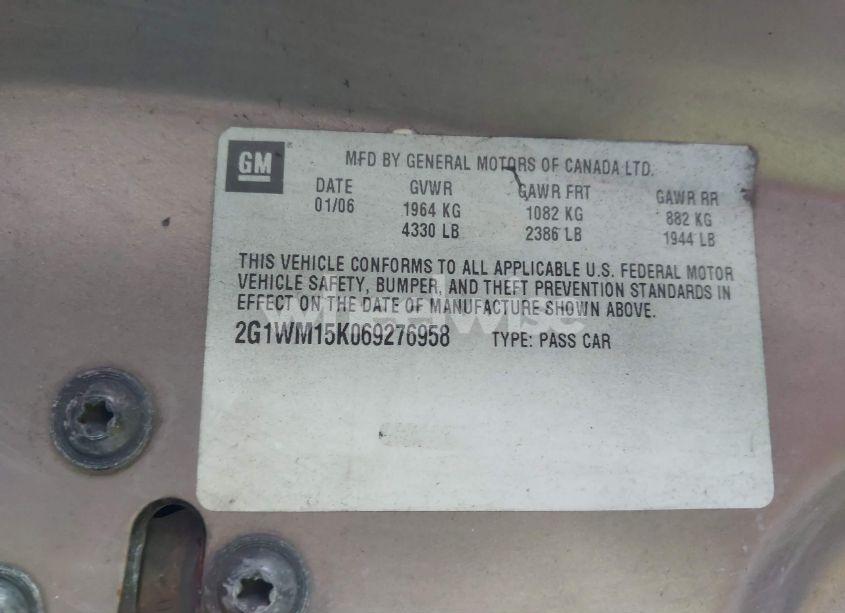 GM
MFD BY GENERAL MOTORS OF CANADA LTD.
DATE GVWR GAWR FRT GAWR RR
01/06 1964 KG 1082 KG 882 KG
4330 LB 2386 LB 1944 LB
THIS VEHICLE CONFORMS TO ALL APPLICABLE U.S. FEDERAL MOTOR
VEHICLE SAFETY, BUMPER, AND THEFT PREVENTION STANDARDS IN
EFFECT ON THE DATE OF MANUFACTURE SHOWN ABOVE.
2G1WM15K069276958 TYPE: PASS CAR